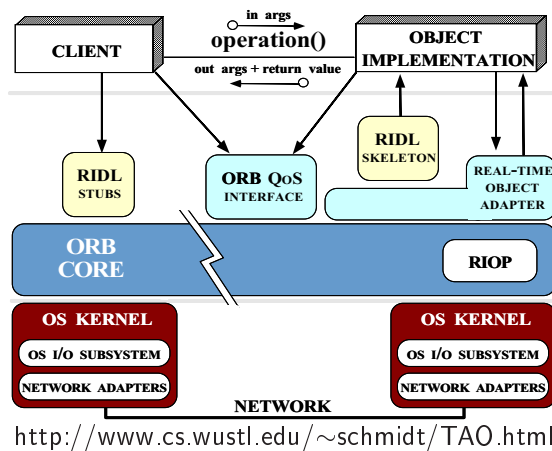 in args
CLIENT
operation()
OBJECT
IMPLEMENTATION
out args + return value
RIDL
STUBS
ORB QoS
INTERFACE
RIDL
SKELETON
REAL-TIME
OBJECT
ADAPTER
ORB
CORE
RIOP
OS KERNEL
OS I/O SUBSYSTEM
NETWORK ADAPTERS
OS KERNEL
OS I/O SUBSYSTEM
NETWORK ADAPTERS
NETWORK
http://www.cs.wustl.edu/~schmidt/TAO.html